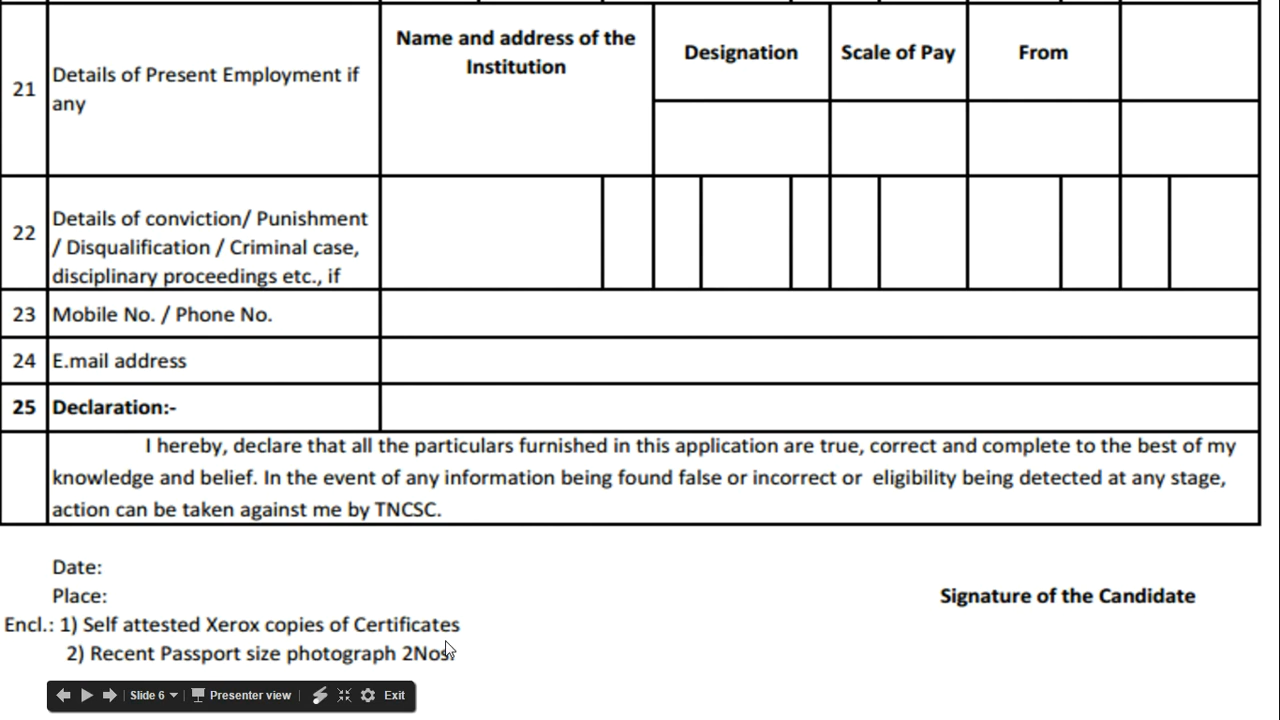 Name and address of the
Institution
Designation
Scale of Pay
From
21
Details of Present Employment if
any
22
Details of conviction/ Punishment
/ Disqualification / Criminal case,
disciplinary proceedings etc., if
23 Mobile No. / Phone No.
24 E.mail address
25 Declaration:-
I hereby, declare that all the particulars furnished in this application are true, correct and complete to the best of my
knowledge and belief. In the event of any information being found false or incorrect or eligibility being detected at any stage,
action can be taken against me by TNCSC.
Date:
Place:
Signature of the Candidate
Encl.: 1) Self attested Xerox copies of Certificates
2) Recent Passport size photograph 2Nos.
Slide 6 Presenter view Exit